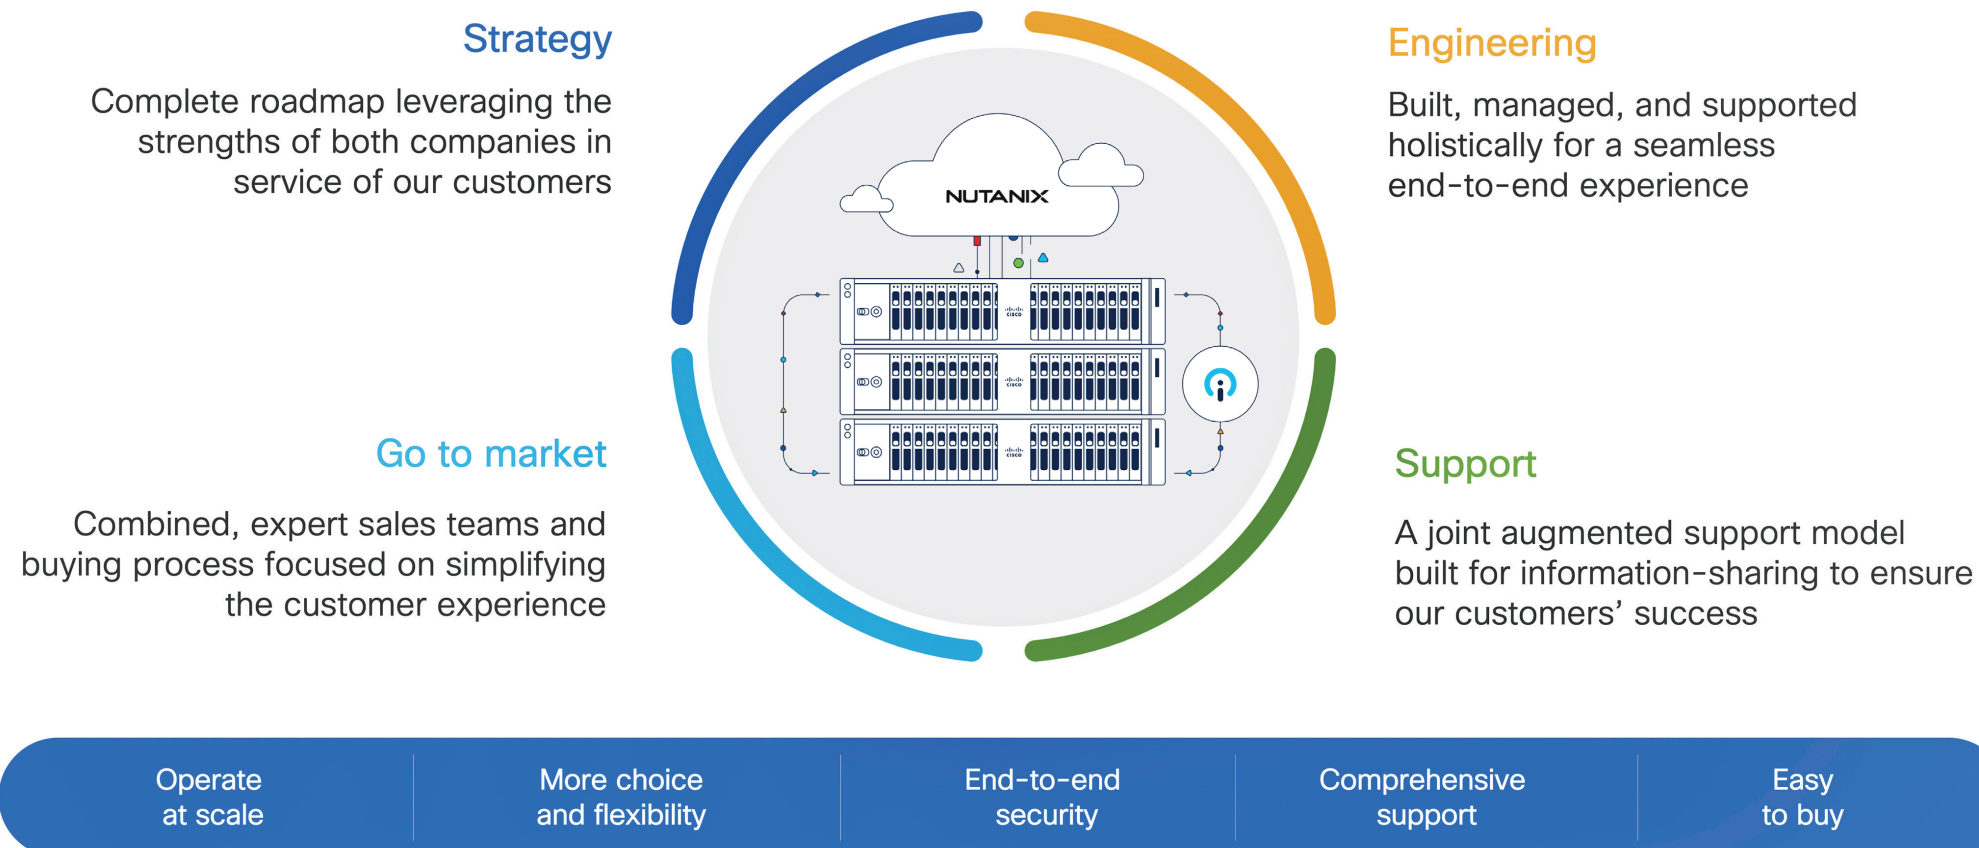 Strategy
Complete roadmap leveraging the
strengths of both companies in
service of our customers
Engineering
Built, managed, and supported
holistically for a seamless
end-to-end experience
NUTANIX
CISCO
CISCO
CISCO
Go to market
Combined, expert sales teams and
buying process focused on simplifying
the customer experience
Support
A joint augmented support model
built for information-sharing to ensure
our customers’ success
Operate
at scale
More choice
and flexibility
End-to-end
security
Comprehensive
support
Easy
to buy